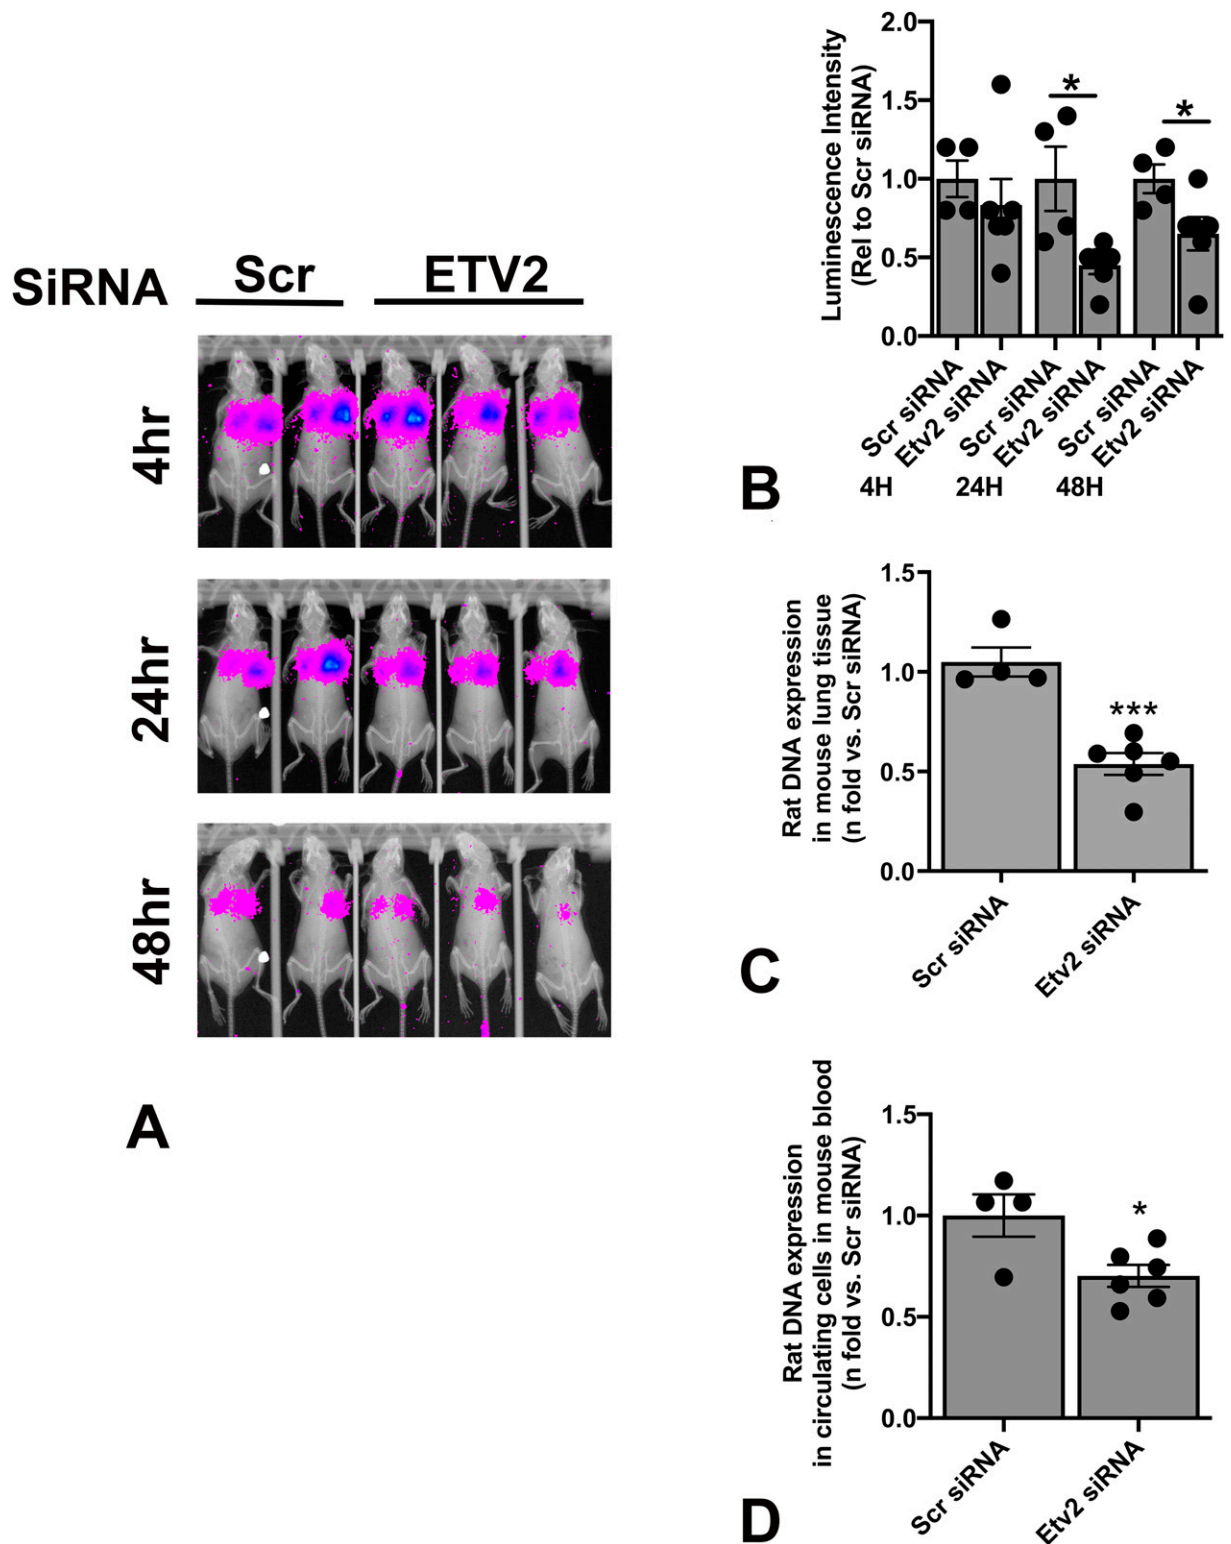 SiRNA
Scr
ETV2
4hr
24hr
48hr
A
Luminescence Intensity
(Rel to Scr siRNA)
2.0
1.5
1.0
0.5
0.0
*
*
Scr siRNA
Etv2 siRNA
Scr siRNA
Etv2 siRNA
Scr siRNA
Etv2 siRNA
4H
24H
48H
B
Rat DNA expression
in mouse lung tissue
(n fold vs. Scr siRNA)
1.5
1.0
0.5
0.0
***
Scr siRNA
Etv2 siRNA
C
Rat DNA expression
in circulating cells in mouse blood
(n fold vs. Scr siRNA)
1.5
1.0
0.5
0.0
*
Scr siRNA
Etv2 siRNA
D